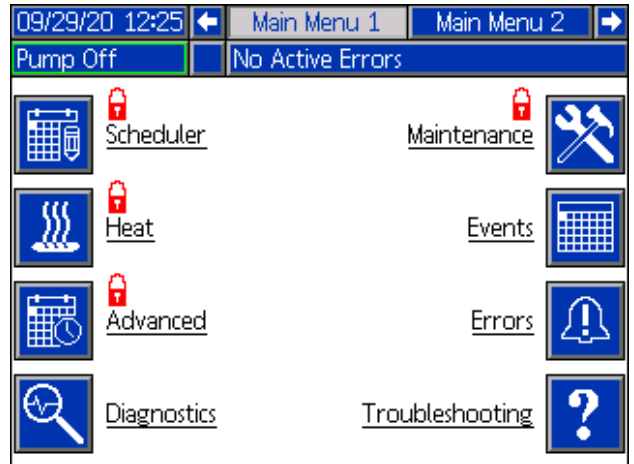 09/29/20 12:25 Main Menu 1 Main Menu 2
Pump Off No Active Errors
Scheduler Maintenance
Heat Events
Advanced Errors
Diagnostics Troubleshooting ?